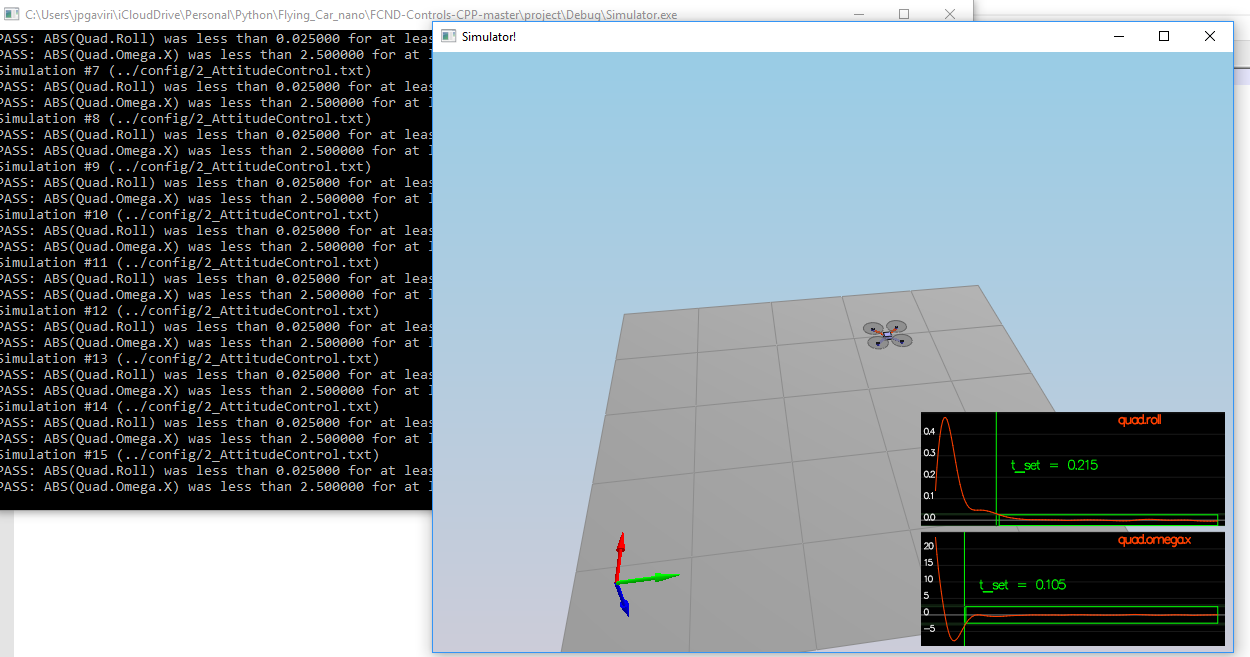 C:\Users\jpgaviri\iCloudDrive\Personal\Python\Flying_Car_nano\FCND-Controls-CPP-master\project\Debug\Simulator.exe
PASS: ABS(Quad.Roll) was less than 0.025000 for at leas
PASS: ABS(Quad.Omega.X) was less than 2.500000 for at l
Simulation #7 (../config/2_AttitudeControl.txt)
PASS: ABS(Quad.Roll) was less than 0.025000 for at leas
PASS: ABS(Quad.Omega.X) was less than 2.500000 for at l
Simulation #8 (../config/2_AttitudeControl.txt)
PASS: ABS(Quad.Roll) was less than 0.025000 for at leas
PASS: ABS(Quad.Omega.X) was less than 2.500000 for at l
Simulation #9 (../config/2_AttitudeControl.txt)
PASS: ABS(Quad.Roll) was less than 0.025000 for at leas
PASS: ABS(Quad.Omega.X) was less than 2.500000 for at l
Simulation #10 (../config/2_AttitudeControl.txt)
PASS: ABS(Quad.Roll) was less than 0.025000 for at leas
PASS: ABS(Quad.Omega.X) was less than 2.500000 for at l
Simulation #11 (../config/2_AttitudeControl.txt)
PASS: ABS(Quad.Roll) was less than 0.025000 for at leas
PASS: ABS(Quad.Omega.X) was less than 2.500000 for at l
Simulation #12 (../config/2_AttitudeControl.txt)
PASS: ABS(Quad.Roll) was less than 0.025000 for at leas
PASS: ABS(Quad.Omega.X) was less than 2.500000 for at l
Simulation #13 (../config/2_AttitudeControl.txt)
PASS: ABS(Quad.Roll) was less than 0.025000 for at leas
PASS: ABS(Quad.Omega.X) was less than 2.500000 for at l
Simulation #14 (../config/2_AttitudeControl.txt)
PASS: ABS(Quad.Roll) was less than 0.025000 for at leas
PASS: ABS(Quad.Omega.X) was less than 2.500000 for at l
Simulation #15 (../config/2_AttitudeControl.txt)
PASS: ABS(Quad.Roll) was less than 0.025000 for at leas
PASS: ABS(Quad.Omega.X) was less than 2.500000 for at l
Simulator!
quad.roll
0.4
0.3
t_set = 0.215
0.2
0.1
0.0
quad.omega.x
20
15
10
t_set = 0.105
5
0
-5